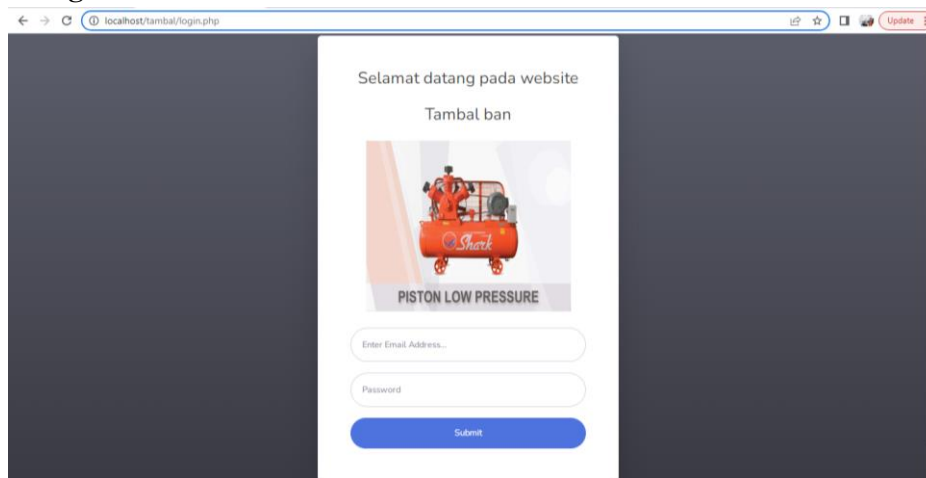 localhost/tambal/login.php
Update
Selamat datang pada website
Tambal ban
Shark
PISTON LOW PRESSURE
Enter Email Address...
Password
Submit